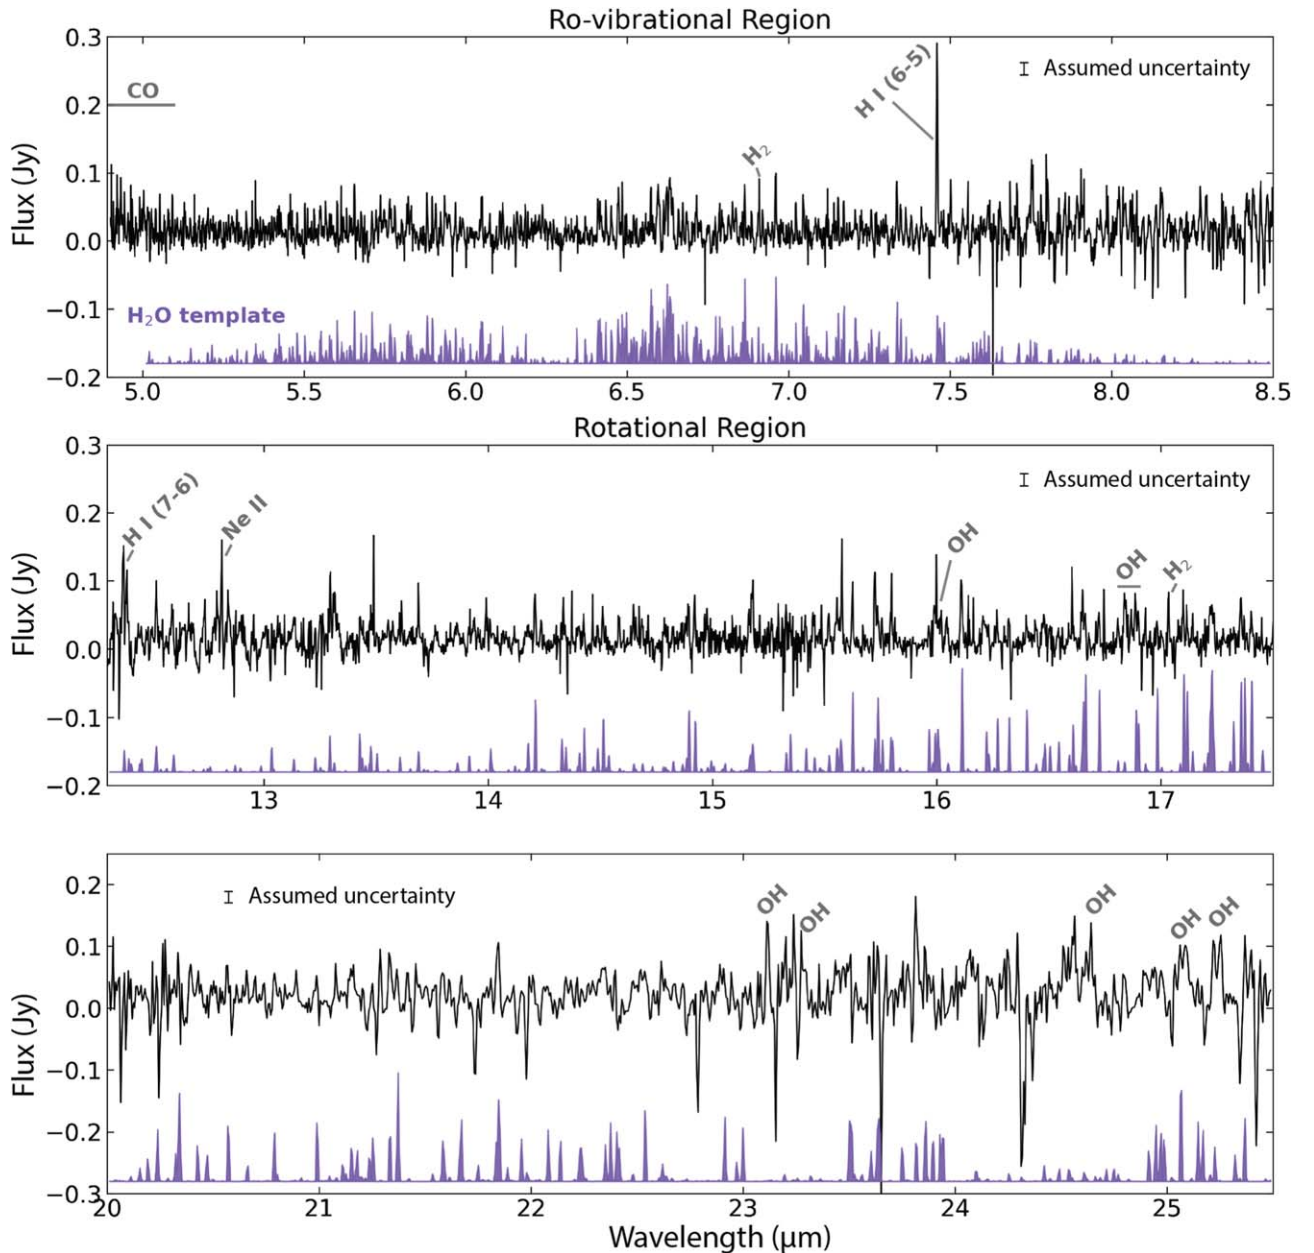 Ro-vibrational Region
0.3
0.2
0.1
0.0
−0.1
−0.2
Flux (Jy)
CO
H₂
H I (6-5)
Assumed uncertainty
H₂O template
5.0 5.5 6.0 6.5 7.0 7.5 8.0 8.5
Rotational Region
0.3
0.2
0.1
0.0
−0.1
−0.2
Flux (Jy)
H I (7-6)
Ne II
Assumed uncertainty
OH
OH
H₂
13 14 15 16 17
0.2
0.1
0.0
−0.1
−0.2
−0.3
Flux (Jy)
Assumed uncertainty
OH
OH
OH
OH
OH
20 21 22 23 24 25
Wavelength (μm)